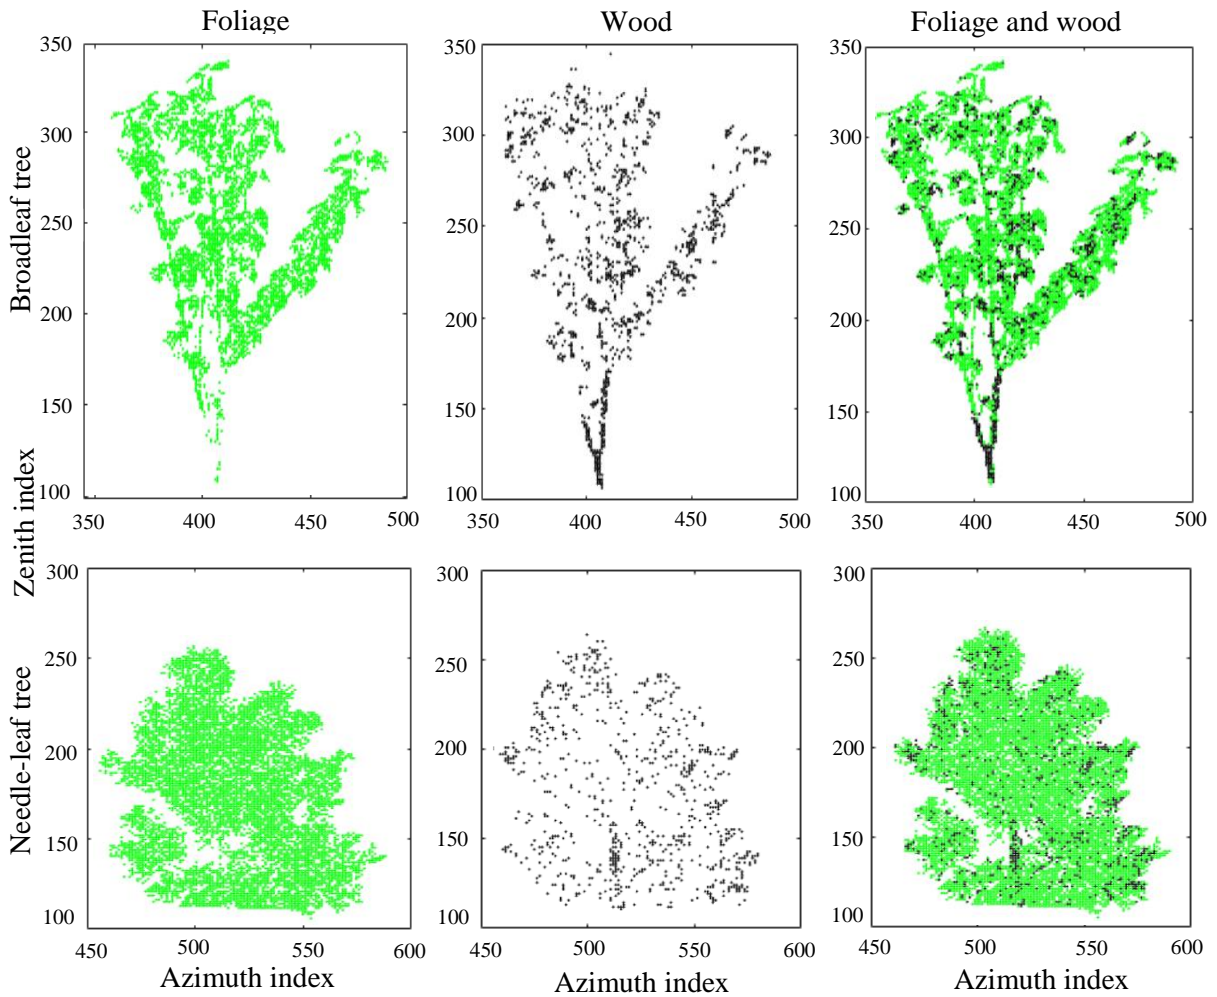 Foliage Wood Foliage and wood
Broadleaf tree
350 350 350
300 300 300
250 250 250
200 200 200
150 150 150
100 100 100
350 400 450 500 350 400 450 500 350 400 450 500
Zenith index
Needle-leaf tree
300 300 300
250 250 250
200 200 200
150 150 150
100 100 100
450 500 550 600 450 500 550 600 450 500 550 600
Azimuth index Azimuth index Azimuth index